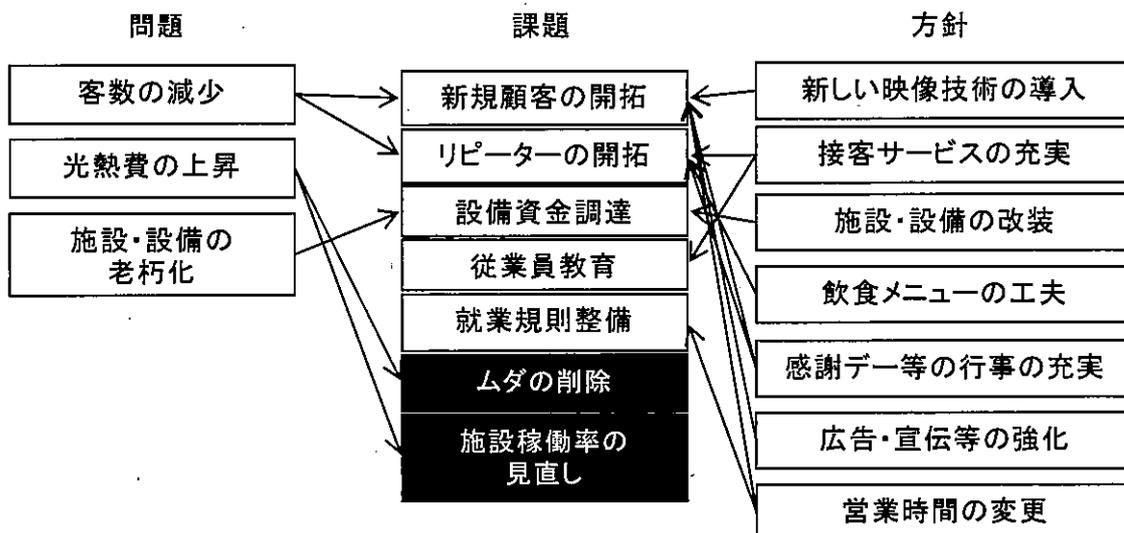 問題
課題
方針
客数の減少
光熱費の上昇
施設・設備の
老朽化
新規顧客の開拓
リピーターの開拓
設備資金調達
従業員教育
就業規則整備
ムダの削除
施設稼働率の
見直し
新しい映像技術の導入
接客サービスの充実
施設・設備の改装
飲食メニューの工夫
感謝デー等の行事の充実
広告・宣伝等の強化
営業時間の変更